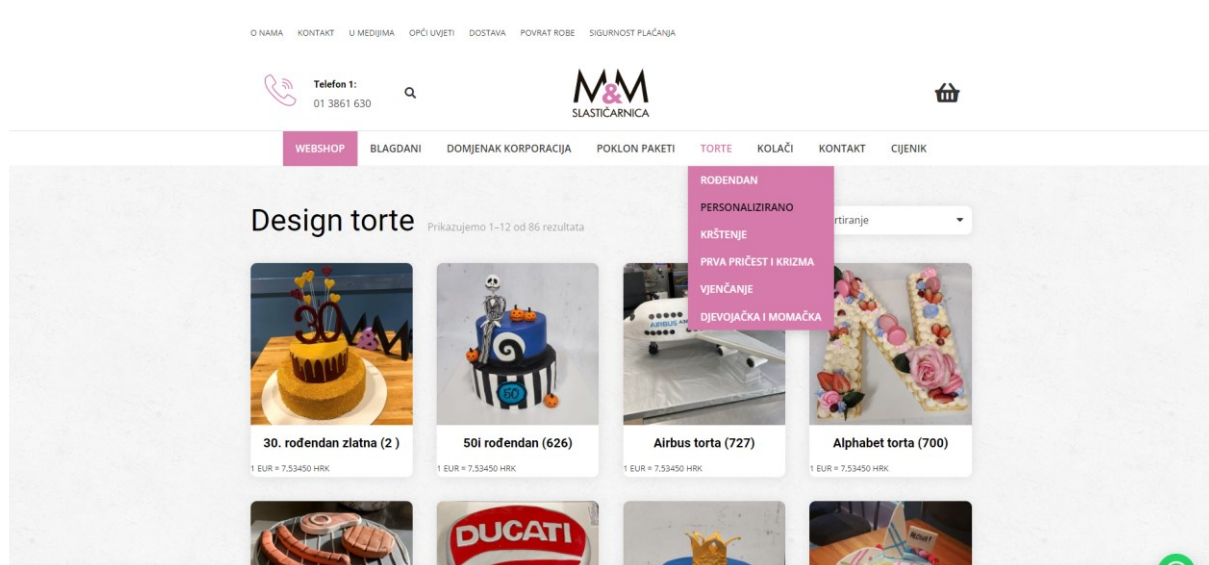 O NAMA KONTAKT U MEDIJIMA OPĆI UVJETI DOSTAVA POVRAT ROBE SIGURNOST PLAĆANJA
Telefon 1:
01 3861 630
M&M
SLASTIČARNICA
WEBSHOP BLAGDANI DOMJENAK KORPORACIJA POKLON PAKETI TORTE KOLAČI KONTAKT CIJENIK
ROĐENDAN
PERSONALIZIRANO
KRŠTENJE
PRVA PRIČEST I KRIZMA
VJENČANJE
DJEVOJAČKA I MOMAČKA
Design torte Prikazujemo 1–12 od 86 rezultata
rtiranje
30
50
AIRBUS
30. rođendan zlatna (2 ) 50i rođendan (626) Airbus torta (727) Alphabet torta (700)
1 EUR = 7,53450 HRK 1 EUR = 7,53450 HRK 1 EUR = 7,53450 HRK 1 EUR = 7,53450 HRK
DUCATI